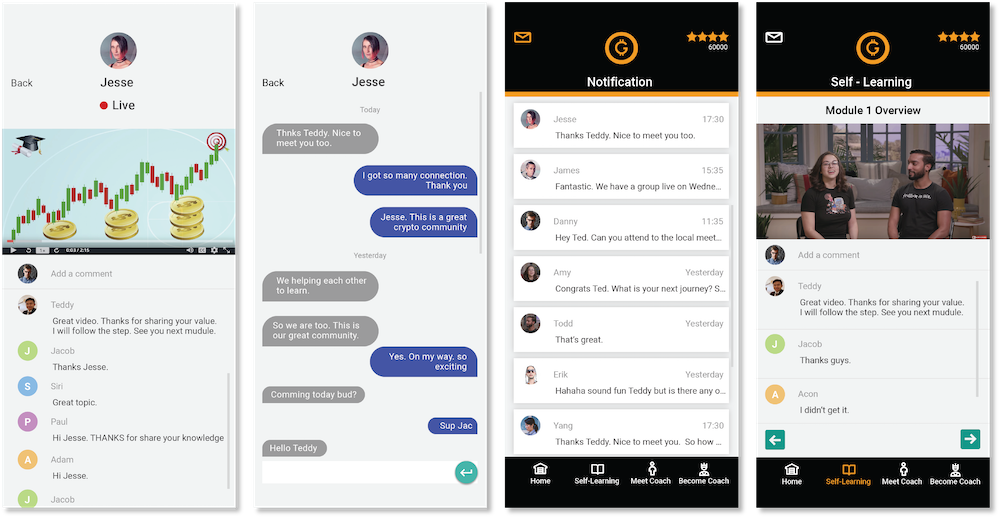 Back
Jesse
Live
0:03 / 2:15
Add a comment
Teddy
Great video. Thanks for sharing your value.
I will follow the step. See you next mudule.
Jacob
Thanks Jesse.
Siri
Great topic.
Paul
Hi Jesse. THANKS for share your knowledge
Adam
Hi Jesse.
Jacob
Back
Jesse
Today
Thnks Teddy. Nice to
meet you too.
I got so many connection.
Thank you
Jesse. This is a great
crypto community
Yesterday
We helping each other
to learn.
So we are too. This is
our great community.
Yes. On my way. so
exciting
Comming today bud?
Sup Jac
Hello Teddy
60000
Notification
Jesse
17:30
Thanks Teddy. Nice to meet you too.
James
15:35
Fantastic. We have a group live on Wedne...
Danny
11:35
Hey Ted. Can you attend to the local meet...
Amy
Yesterday
Congrats Ted. What is your next journey? S...
Todd
Yesterday
That's great.
Erik
Yesterday
Hahaha sound fun Teddy but is there any o...
Yang
17:30
Thanks Teddy. Nice to meet you.  So how ...
Home
Self-Learning
Meet Coach
Become Coach
60000
Self - Learning
Module 1 Overview
Add a comment
Teddy
Great video. Thanks for sharing your value.
I will follow the step. See you next mudule.
Jacob
Thanks guys.
Acon
I didn't get it.
Home
Self-Learning
Meet Coach
Become Coach